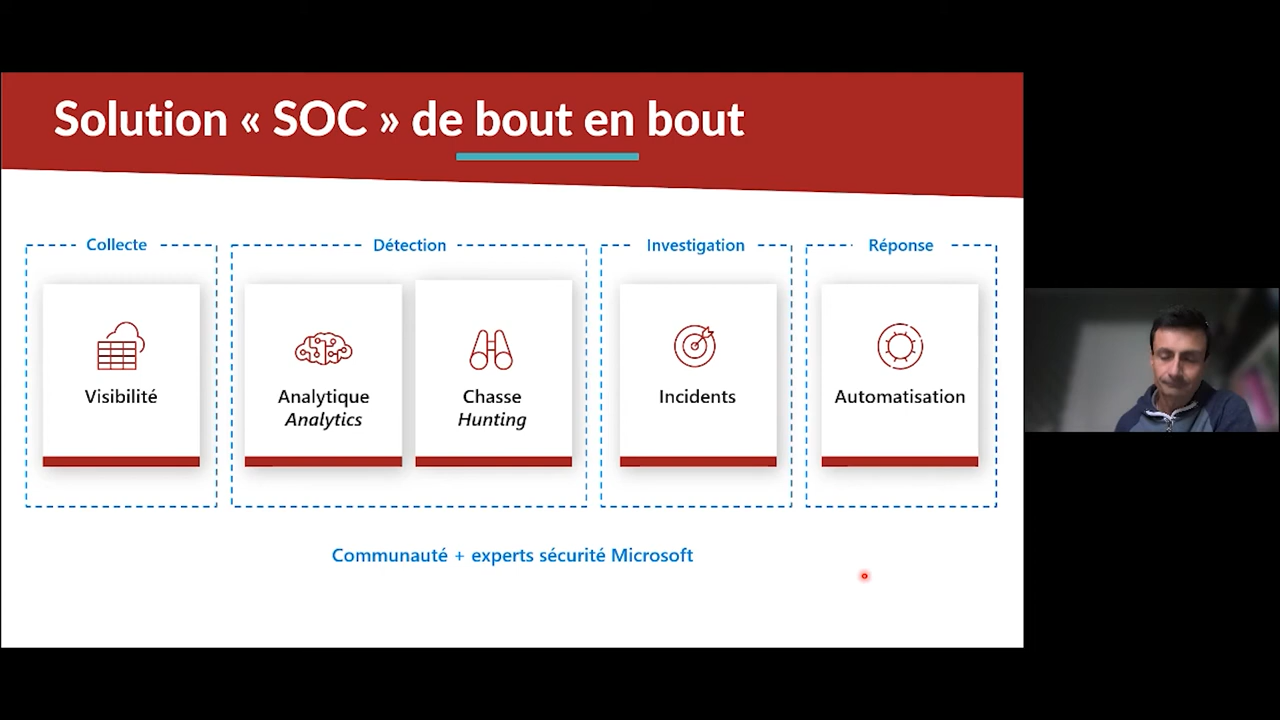 Solution « SOC » de bout en bout
Collecte
Détection
Investigation
Réponse
Visibilité
Analytique
Analytics
Chasse
Hunting
Incidents
Automatisation
Communauté + experts sécurité Microsoft